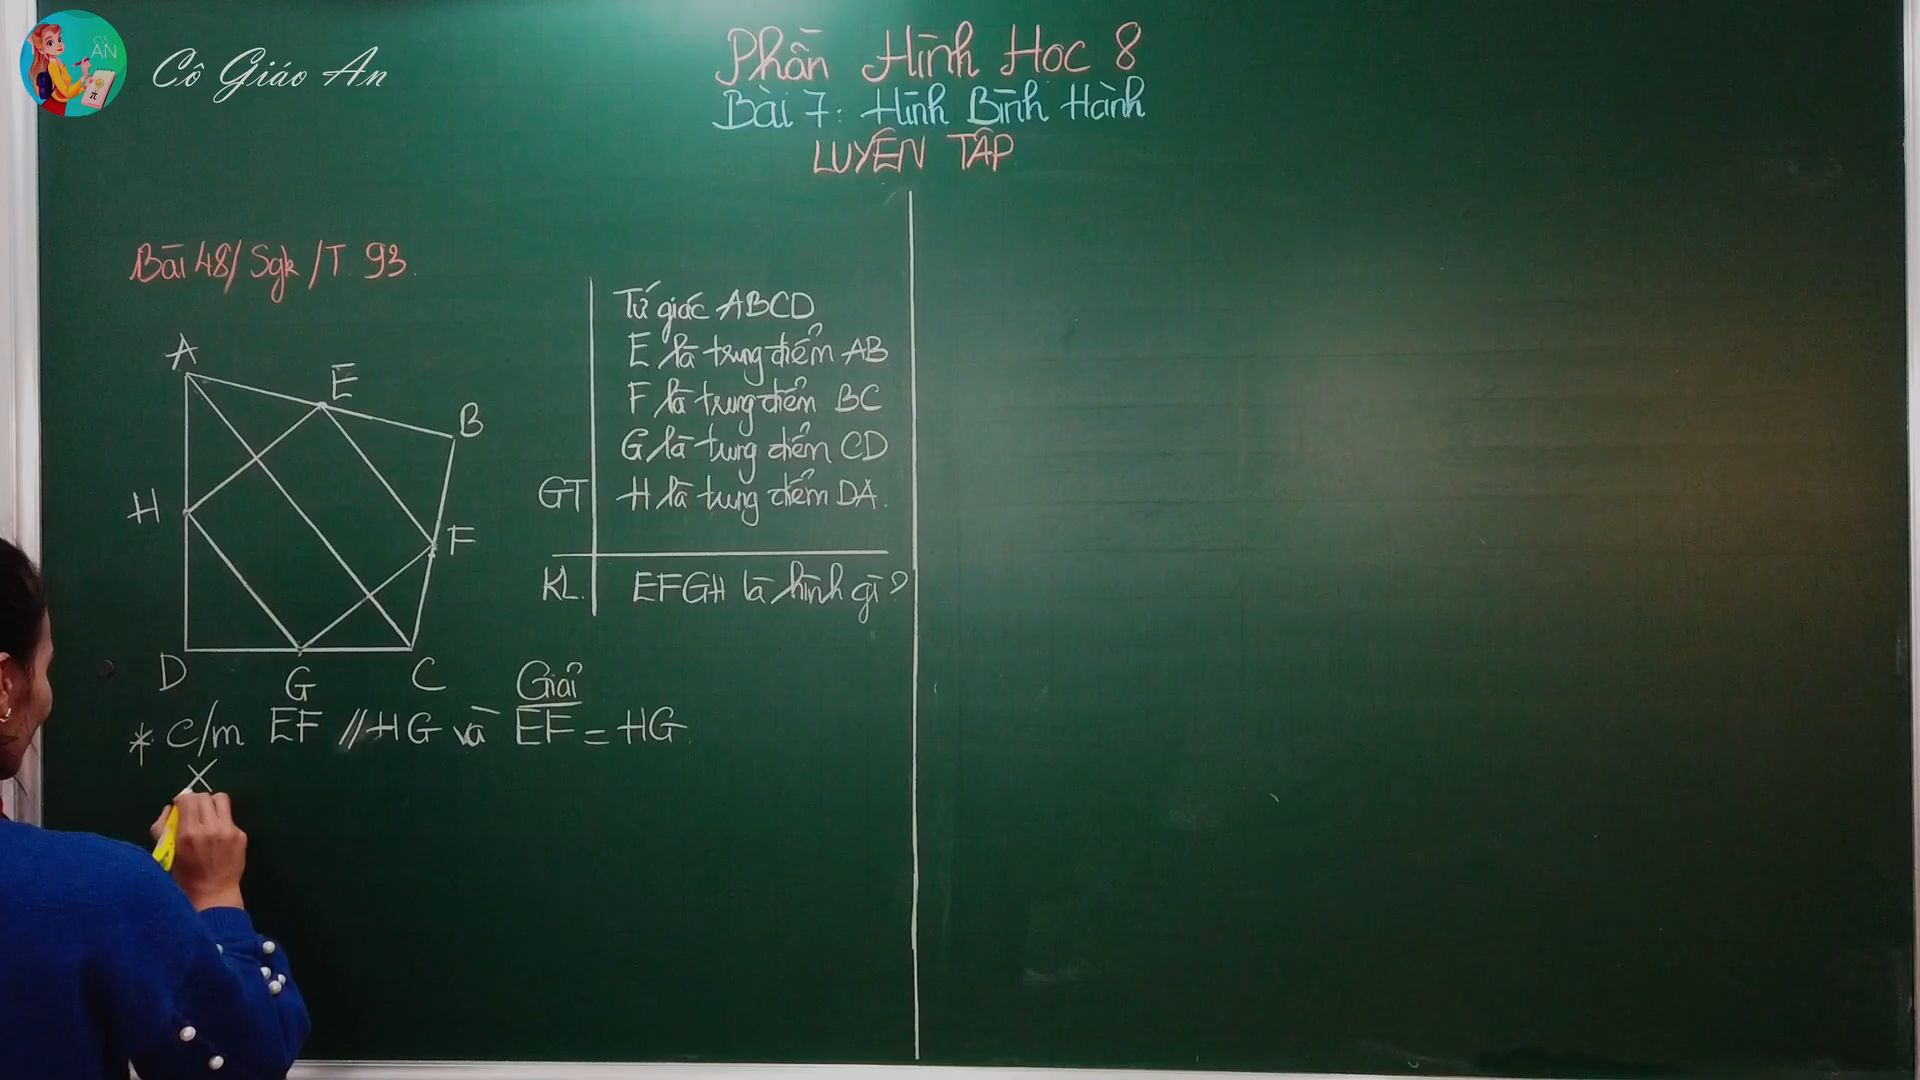 AN
Cô Giáo An
Phần Hình Học 8
Bài 7: Hình Bình Hành
LUYỆN TẬP
Bài 48/ Sgk /T. 93.
A
E
B
H
F
D
G
C
Tứ giác ABCD
E là trung điểm AB
F là trung điểm BC
G là trung điểm CD
GT H là trung điểm DA.
KL. EFGH là hình gì?
Giải
* C/m EF // HG và EF = HG
X